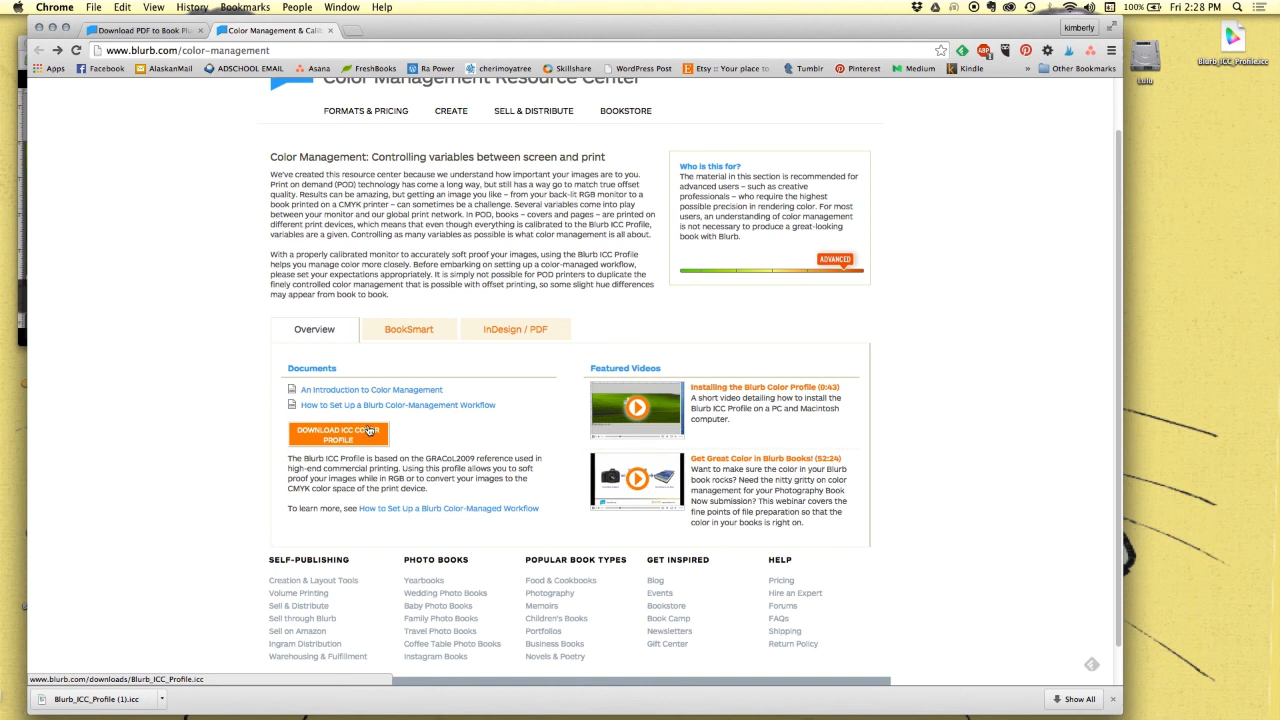 Chrome File Edit View History Bookmarks People Window Help
100% Fri 2:28 PM
Download PDF to Book Plu
Color Management & Calib
kimberly
www.blurb.com/color-management
Apps Facebook AlaskanMail ADSCHOOL EMAIL Asana FreshBooks Ra Power cherimoyatree Skillshare WordPress Post Etsy :: Your place to Tumblr Pinterest Medium Kindle » Other Bookmarks
Lulu
Blurb_ICC_Profile.icc
Color Management Resource Center
FORMATS & PRICING CREATE SELL & DISTRIBUTE BOOKSTORE
Color Management: Controlling variables between screen and print
We've created this resource center because we understand how important your images are to you.
Print on demand (POD) technology has come a long way, but still has a way to go to match true offset
quality. Results can be amazing, but getting an image you like – from your back-lit RGB monitor to a
book printed on a CMYK printer – can sometimes be a challenge. Several variables come into play
between your monitor and our global print network. In POD, books – covers and pages – are printed on
different print devices, which means that even though everything is calibrated to the Blurb ICC Profile,
variables are a given. Controlling as many variables as possible is what color management is all about.
With a properly calibrated monitor to accurately soft proof your images, using the Blurb ICC Profile
helps you manage color more closely. Before embarking on setting up a color-managed workflow,
please set your expectations appropriately. It is simply not possible for POD printers to duplicate the
finely controlled color management that is possible with offset printing, so some slight hue differences
may appear from book to book.
Who is this for?
The material in this section is recommended for
advanced users – such as creative
professionals – who require the highest
possible precision in rendering color. For most
users, an understanding of color management
is not necessary to produce a great-looking
book with Blurb.
ADVANCED
Overview BookSmart InDesign / PDF
Documents
An Introduction to Color Management
How to Set Up a Blurb Color-Management Workflow
DOWNLOAD ICC COLOR
PROFILE
The Blurb ICC Profile is based on the GRACoL2009 reference used in
high-end commercial printing. Using this profile allows you to soft
proof your images while in RGB or to convert your images to the
CMYK color space of the print device.
To learn more, see How to Set Up a Blurb Color-Managed Workflow
Featured Videos
Installing the Blurb Color Profile (0:43)
A short video detailing how to install the
Blurb ICC Profile on a PC and Macintosh
computer.
Get Great Color in Blurb Books! (52:24)
Want to make sure the color in your Blurb
book rocks? Need the nitty gritty on color
management for your Photography Book
Now submission? This webinar covers the
fine points of file preparation so that the
color in your books is right on.
SELF-PUBLISHING PHOTO BOOKS POPULAR BOOK TYPES GET INSPIRED HELP
Creation & Layout Tools Yearbooks Food & Cookbooks Blog Pricing
Volume Printing Wedding Photo Books Photography Events Hire an Expert
Sell & Distribute Baby Photo Books Memoirs Bookstore Forums
Sell through Blurb Family Photo Books Children's Books Book Camp FAQs
Sell on Amazon Travel Photo Books Portfolios Newsletters Shipping
Ingram Distribution Coffee Table Photo Books Business Books Gift Center Return Policy
Warehousing & Fulfillment Instagram Books Novels & Poetry
www.blurb.com/downloads/Blurb_ICC_Profile.icc
Blurb_ICC_Profile (1).icc
Show All